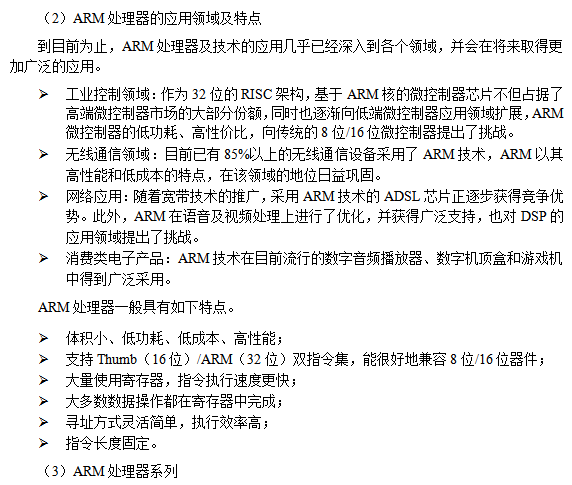 （2）ARM 处理器的应用领域及特点
到目前为止，ARM 处理器及技术的应用几乎已经深入到各个领域，并会在将来取得更
加广泛的应用。
➢ 工业控制领域：作为 32 位的 RISC 架构，基于 ARM 核的微控制器芯片不但占据了
高端微控制器市场的大部分份额，同时也逐渐向低端微控制器应用领域扩展，ARM
微控制器的低功耗、高性价比，向传统的 8 位/16 位微控制器提出了挑战。
➢ 无线通信领域：目前已有 85%以上的无线通信设备采用了 ARM 技术，ARM 以其
高性能和低成本的特点，在该领域的地位日益巩固。
➢ 网络应用：随着宽带技术的推广，采用 ARM 技术的 ADSL 芯片正逐步获得竞争优
势。此外，ARM 在语音及视频处理上进行了优化，并获得广泛支持，也对 DSP 的
应用领域提出了挑战。
➢ 消费类电子产品：ARM 技术在目前流行的数字音频播放器、数字机顶盒和游戏机
中得到广泛采用。
ARM 处理器一般具有如下特点。
➢ 体积小、低功耗、低成本、高性能；
➢ 支持 Thumb（16 位）/ARM（32 位）双指令集，能很好地兼容 8 位/16 位器件；
➢ 大量使用寄存器，指令执行速度更快；
➢ 大多数数据操作都在寄存器中完成；
➢ 寻址方式灵活简单，执行效率高；
➢ 指令长度固定。
（3）ARM 处理器系列